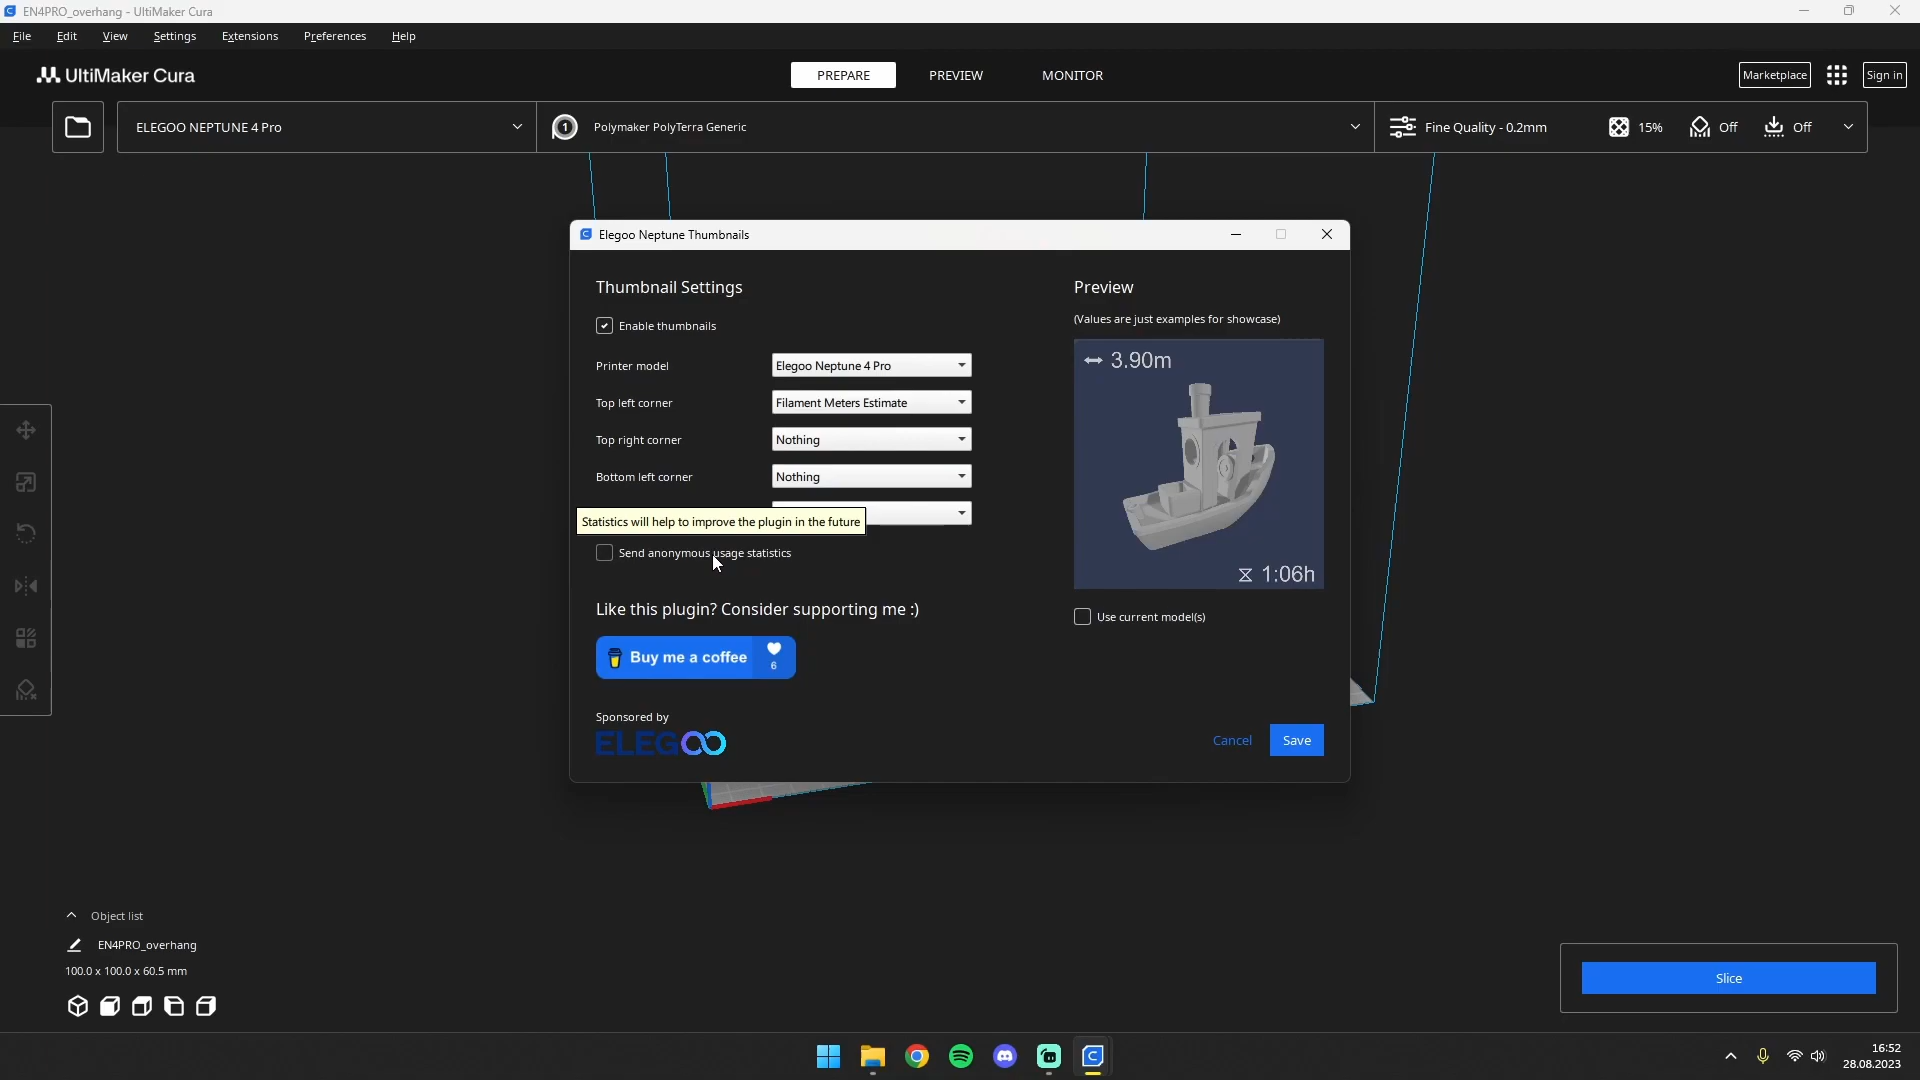 EN4PRO_overhang - UltiMaker Cura
File Edit View Settings Extensions Preferences Help
UltiMaker Cura
PREPARE PREVIEW MONITOR
Marketplace
Sign in
ELEGOO NEPTUNE 4 Pro
1
Polymaker PolyTerra Generic
Fine Quality - 0.2mm
15%
Off
Off
Elegoo Neptune Thumbnails
Thumbnail Settings
Enable thumbnails
Printer model
Elegoo Neptune 4 Pro
Top left corner
Filament Meters Estimate
Top right corner
Nothing
Bottom left corner
Nothing
Statistics will help to improve the plugin in the future
Send anonymous usage statistics
Like this plugin? Consider supporting me :)
Buy me a coffee
6
Sponsored by
ELEGOO
Preview
(Values are just examples for showcase)
3.90m
1:06h
Use current model(s)
Cancel
Save
Object list
EN4PRO_overhang
100.0 x 100.0 x 60.5 mm
Slice
16:52
28.08.2023